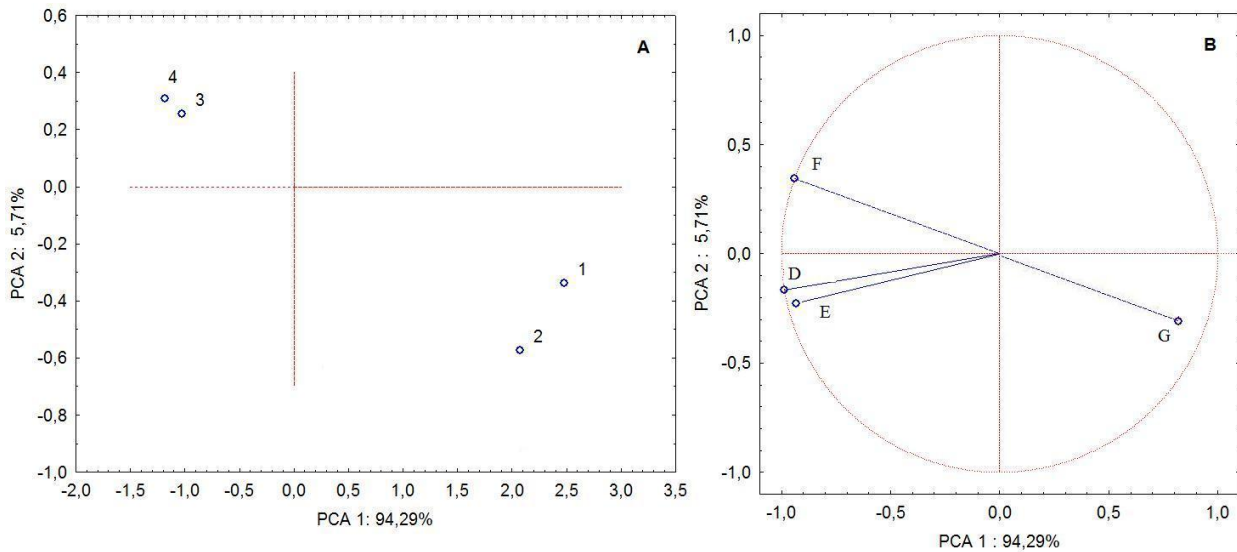 A
0,6
0,4
0,2
0,0
-0,2
-0,4
-0,6
-0,8
-1,0
PCA 2: 5,71%
4
3
1
2
-2,0 -1,5 -1,0 -0,5 0,0 0,5 1,0 1,5 2,0 2,5 3,0 3,5
PCA 1: 94,29%
B
1,0
0,5
0,0
-0,5
-1,0
PCA 2 : 5,71%
F
D
E
G
-1,0 -0,5 0,0 0,5 1,0
PCA 1 : 94,29%